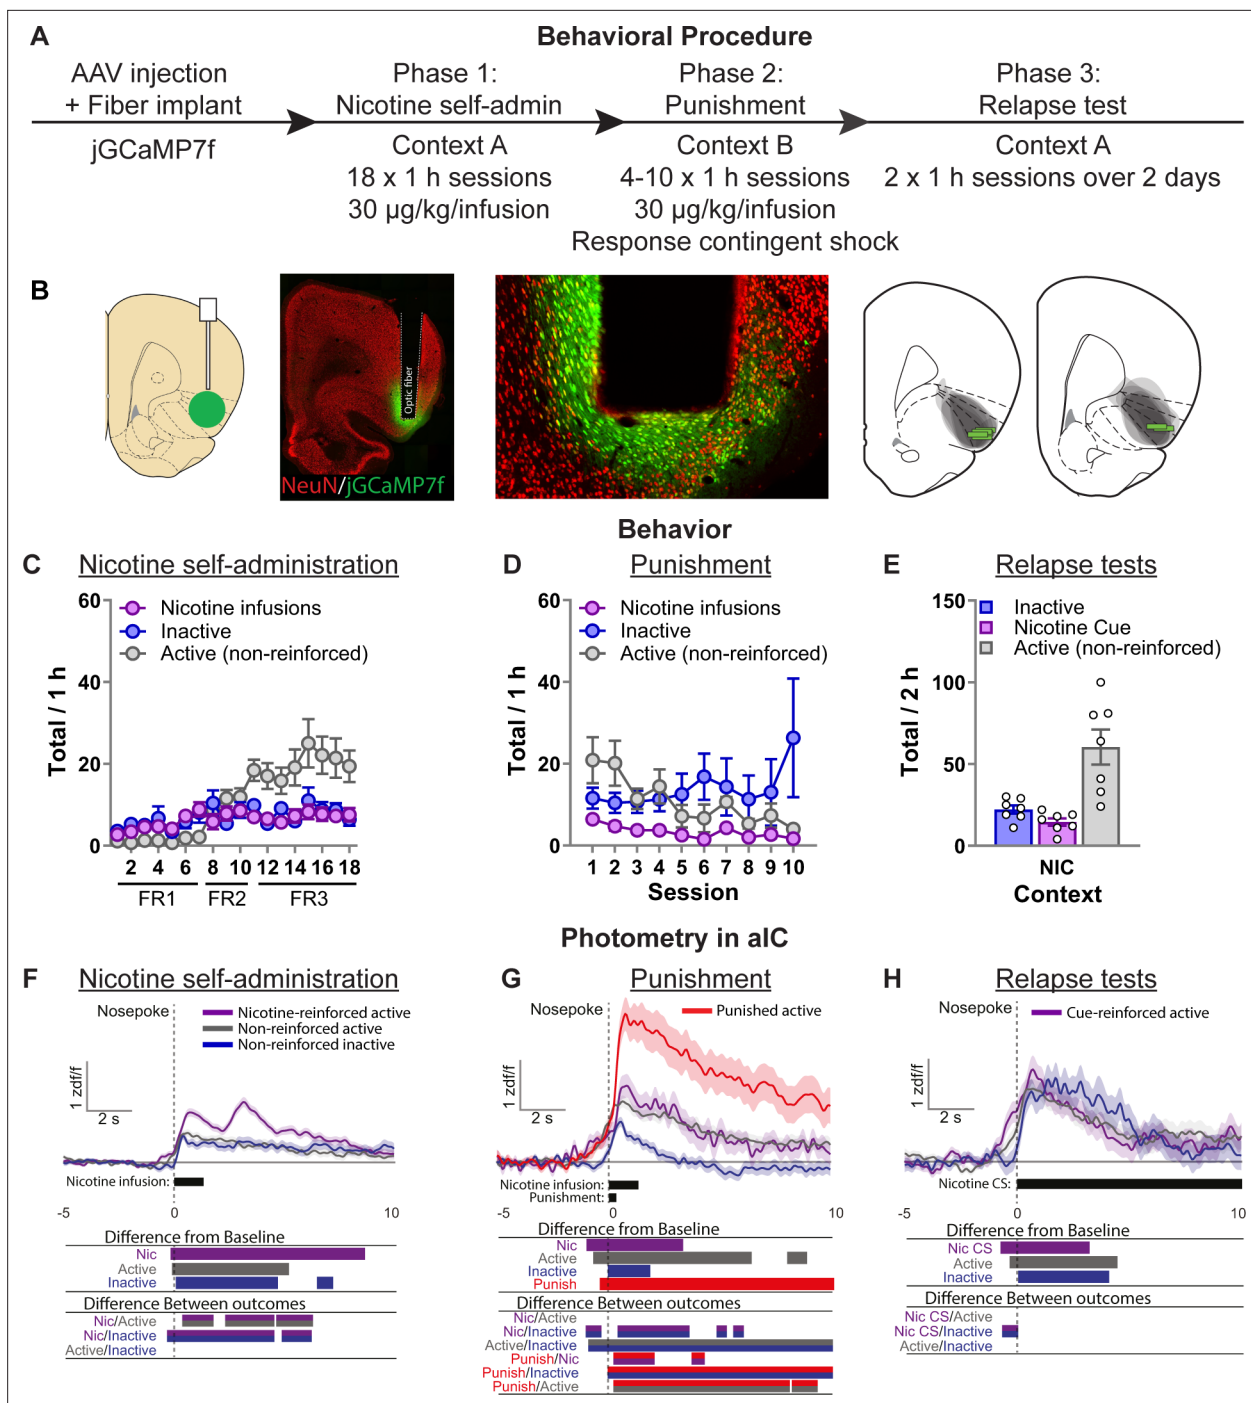 A
Behavioral Procedure
AAV injection
+ Fiber implant
jGCaMP7f
Phase 1:
Nicotine self-admin
Context A
18 x 1 h sessions
30 µg/kg/infusion
Phase 2:
Punishment
Context B
4-10 x 1 h sessions
30 µg/kg/infusion
Response contingent shock
Phase 3:
Relapse test
Context A
2 x 1 h sessions over 2 days
B
Optic fiber
NeuN/jGCaMP7f
Behavior
C
Nicotine self-administration
Nicotine infusions
Inactive
Active (non-reinforced)
Total / 1 h
60
40
20
0
2 4 6 8 10 12 14 16 18
FR1 FR2 FR3
D
Punishment
Nicotine infusions
Inactive
Active (non-reinforced)
Total / 1 h
60
40
20
0
1 2 3 4 5 6 7 8 9 10
Session
E
Relapse tests
Inactive
Nicotine Cue
Active (non-reinforced)
Total / 2 h
150
100
50
0
NIC
Context
Photometry in aIC
F
Nicotine self-administration
Nosepoke
Nicotine-reinforced active
Non-reinforced active
Non-reinforced inactive
1 zdf/f
2 s
Nicotine infusion:
-5 0 10
Difference from Baseline
Nic
Active
Inactive
Difference Between outcomes
Nic/Active
Nic/Inactive
Active/Inactive
G
Punishment
Nosepoke
Punished active
1 zdf/f
2 s
Nicotine infusion:
Punishment:
-5 0 10
Difference from Baseline
Nic
Active
Inactive
Punish
Difference Between outcomes
Nic/Active
Nic/Inactive
Active/Inactive
Punish/Nic
Punish/Inactive
Punish/Active
H
Relapse tests
Nosepoke
Cue-reinforced active
1 zdf/f
2 s
Nicotine CS:
-5 0 10
Difference from Baseline
Nic CS
Active
Inactive
Difference Between outcomes
Nic CS/Active
Nic CS/Inactive
Active/Inactive